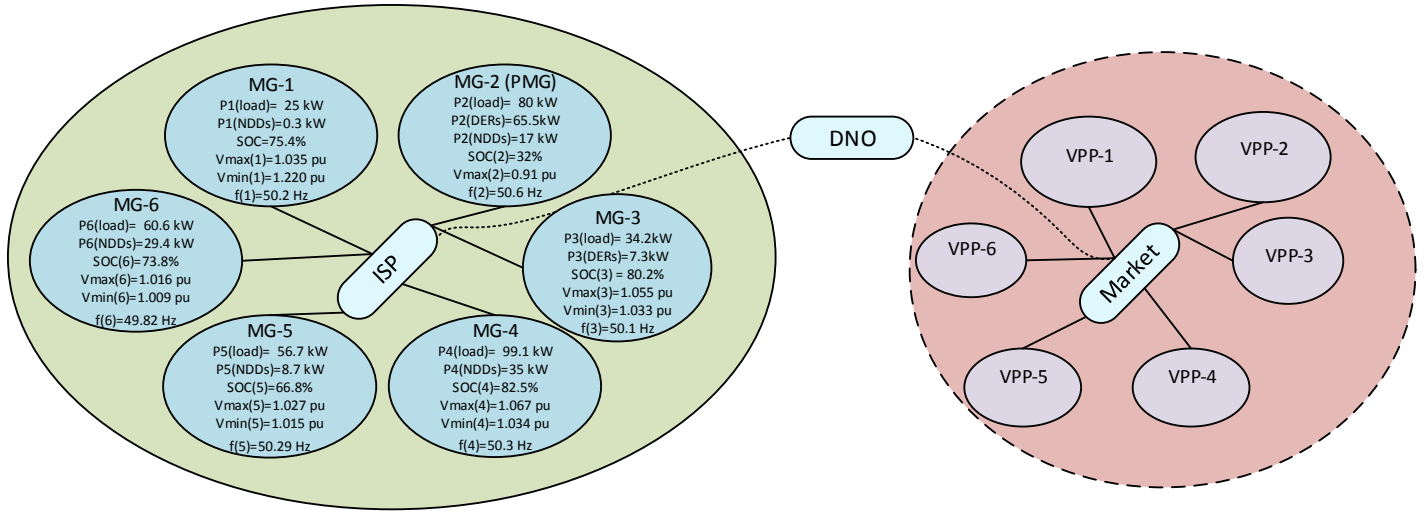 MG-1
P1(load)= 25 kW
P1(NDDs)=0.3 kW
SOC=75.4%
Vmax(1)=1.035 pu
Vmin(1)=1.220 pu
f(1)=50.2 Hz
MG-2 (PMG)
P2(load)= 80 kW
P2(DERs)=65.5kW
P2(NDDs)=17 kW
SOC(2)=32%
Vmax(2)=0.91 pu
f(2)=50.6 Hz
MG-6
P6(load)= 60.6 kW
P6(NDDs)=29.4 kW
SOC(6)=73.8%
Vmax(6)=1.016 pu
Vmin(6)=1.009 pu
f(6)=49.82 Hz
ISP
MG-3
P3(load)=34.2kW
P3(DERs)=7.3kW
SOC(3) = 80.2%
Vmax(3)=1.055 pu
Vmin(3)=1.033 pu
f(3)=50.1 Hz
MG-5
P5(load)= 56.7 kW
P5(NDDs)=8.7 kW
SOC(5)=66.8%
Vmax(5)=1.027 pu
Vmin(5)=1.015 pu
f(5)=50.29 Hz
MG-4
P4(load)= 99.1 kW
P4(NDDs)=35 kW
SOC(4)=82.5%
Vmax(4)=1.067 pu
Vmin(4)=1.034 pu
f(4)=50.3 Hz
DNO
VPP-1
VPP-2
VPP-6
Market
VPP-3
VPP-5
VPP-4